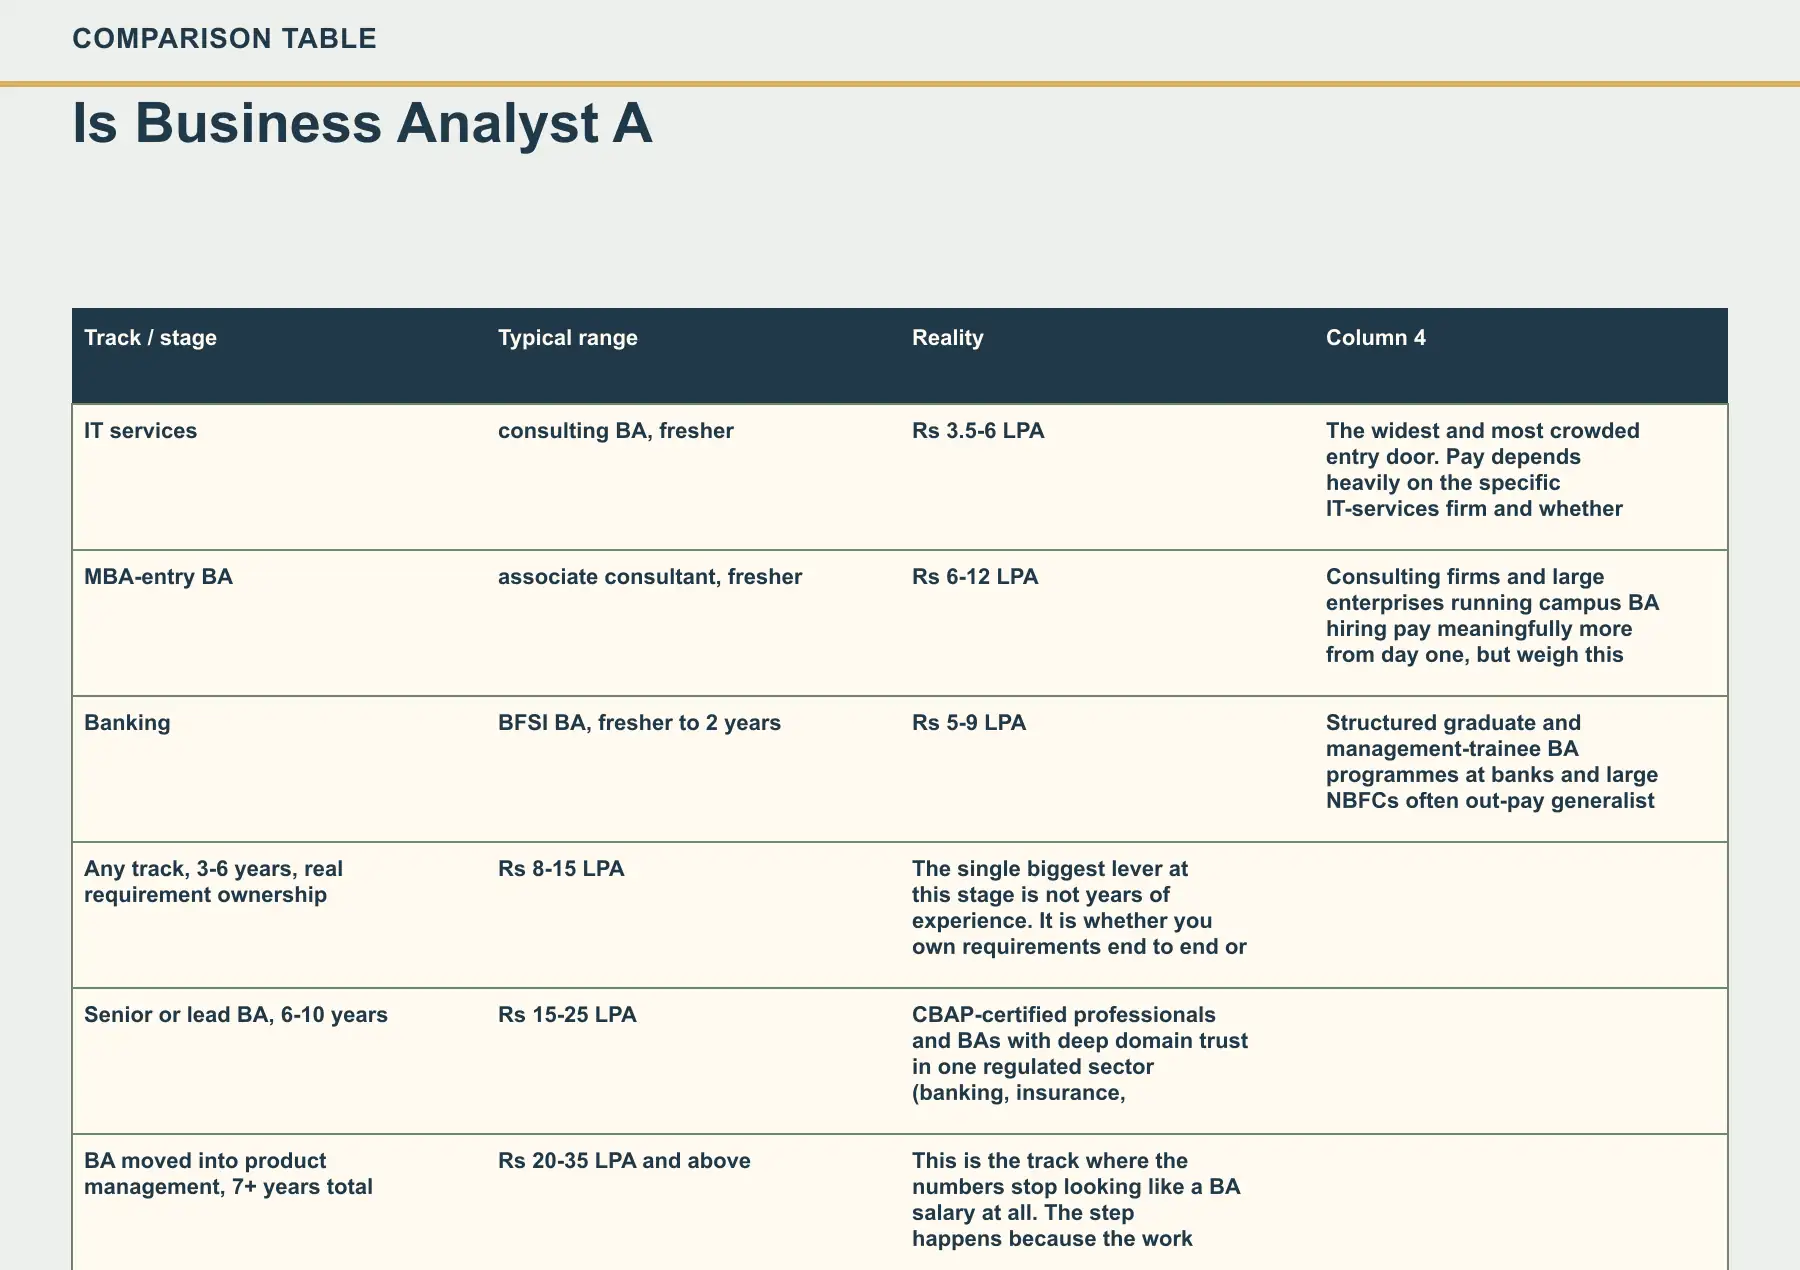 COMPARISON TABLE
Is Business Analyst A
Track / stage
Typical range
Reality
Column 4
IT services
consulting BA, fresher
Rs 3.5-6 LPA
The widest and most crowded
entry door. Pay depends
heavily on the specific
IT-services firm and whether
MBA-entry BA
associate consultant, fresher
Rs 6-12 LPA
Consulting firms and large
enterprises running campus BA
hiring pay meaningfully more
from day one, but weigh this
Banking
BFSI BA, fresher to 2 years
Rs 5-9 LPA
Structured graduate and
management-trainee BA
programmes at banks and large
NBFCs often out-pay generalist
Any track, 3-6 years, real
requirement ownership
Rs 8-15 LPA
The single biggest lever at
this stage is not years of
experience. It is whether you
own requirements end to end or
Senior or lead BA, 6-10 years
Rs 15-25 LPA
CBAP-certified professionals
and BAs with deep domain trust
in one regulated sector
(banking, insurance,
BA moved into product
management, 7+ years total
Rs 20-35 LPA and above
This is the track where the
numbers stop looking like a BA
salary at all. The step
happens because the work